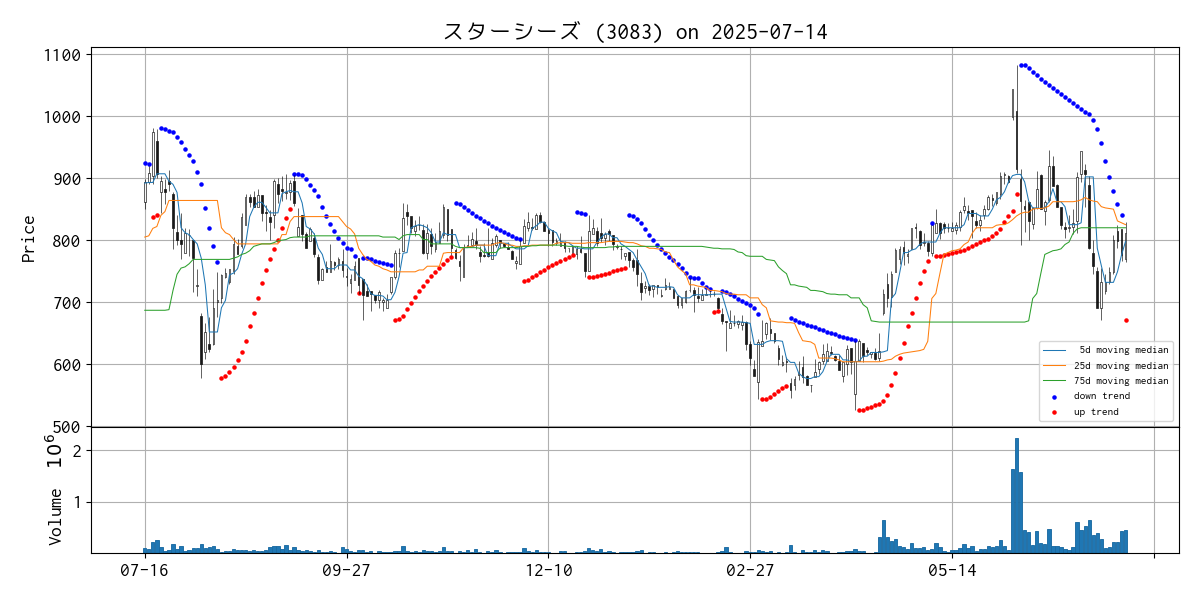 スターシーズ (3083) on 2025-07-14
1100
1000
900
800
700
600
500
Price
5d moving median
25d moving median
75d moving median
down trend
up trend
2
1
Volume 10^6
07-16
09-27
12-10
02-27
05-14